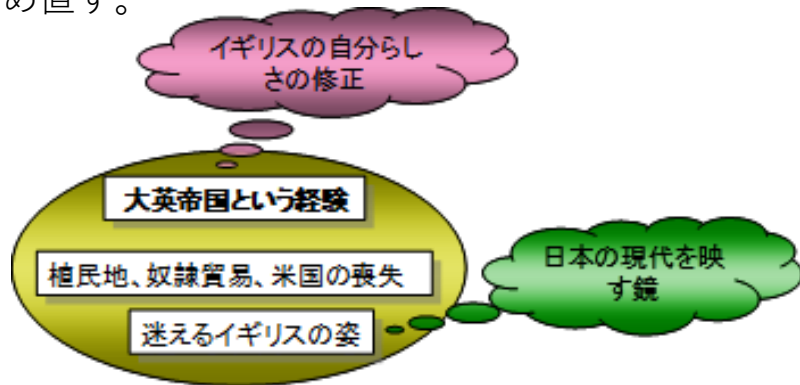 め直す。
イギリスの自分らし
さの修正
大英帝国という経験
植民地、奴隷貿易、米国の喪失
迷えるイギリスの姿
日本の現代を映
す鏡